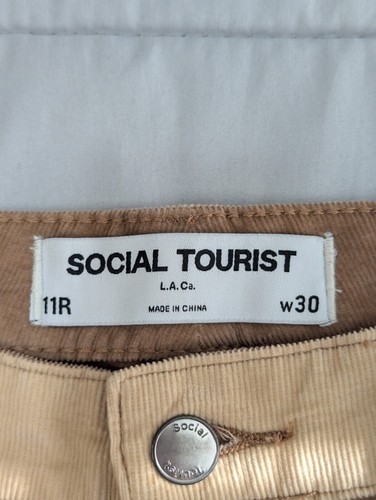 SOCIAL TOURIST
L.A.Ca.
11R MADE IN CHINA W30
Social